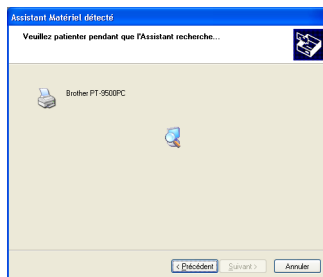 Assistant Matériel détecté
Veuillez patienter pendant que l'Assistant recherche...
Brother PT-9500PC
< Précédent
Suivant >
Annuler